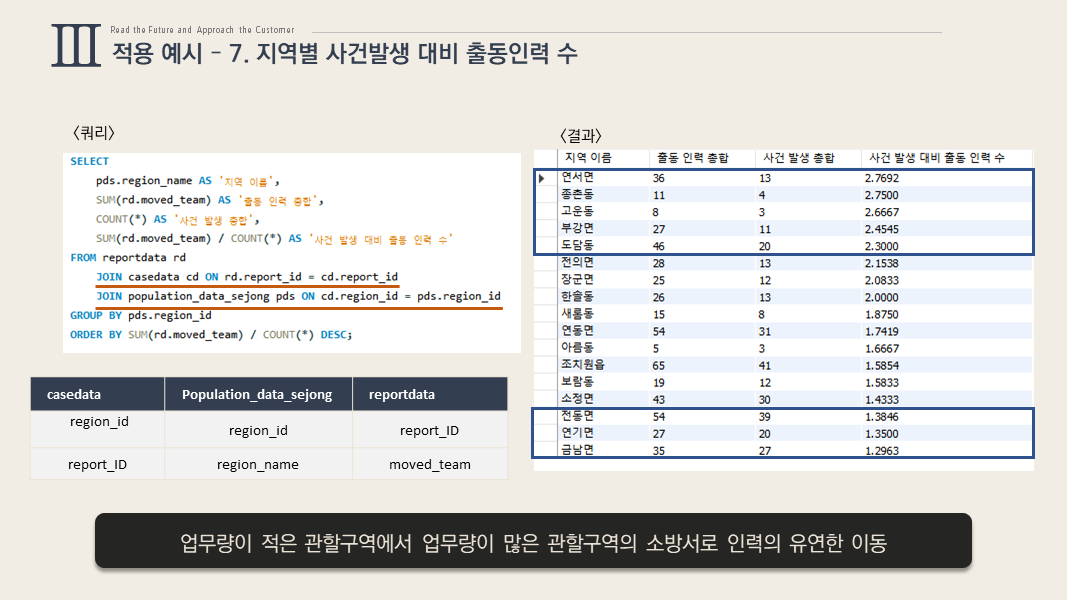 III
Read the Future and Approach the Customer
적용 예시 – 7. 지역별 사건발생 대비 출동인력 수
〈쿼리〉
SELECT
pds.region_name AS '지역 이름',
SUM(rd.moved_team) AS '출동 인력 총합',
COUNT(*) AS '사건 발생 총합',
SUM(rd.moved_team) / COUNT(*) AS '사건 발생 대비 출동 인력 수'
FROM reportdata rd
JOIN casedata cd ON rd.report_id = cd.report_id
JOIN population_data_sejong pds ON cd.region_id = pds.region_id
GROUP BY pds.region_id
ORDER BY SUM(rd.moved_team) / COUNT(*) DESC;
casedata Population_data_sejong reportdata
region_id region_id report_ID
report_ID region_name moved_team
〈결과〉
지역 이름 출동 인력 총합 사건 발생 총합 사건 발생 대비 출동 인력 수
연서면 36 13 2.7692
종촌동 11 4 2.7500
고운동 8 3 2.6667
부강면 27 11 2.4545
도담동 46 20 2.3000
전의면 28 13 2.1538
장군면 25 12 2.0833
한솔동 26 13 2.0000
새롬동 15 8 1.8750
연동면 54 31 1.7419
아름동 5 3 1.6667
조치원읍 65 41 1.5854
보람동 19 12 1.5833
소정면 43 30 1.4333
전동면 54 39 1.3846
연기면 27 20 1.3500
금남면 35 27 1.2963
업무량이 적은 관할구역에서 업무량이 많은 관할구역의 소방서로 인력의 유연한 이동